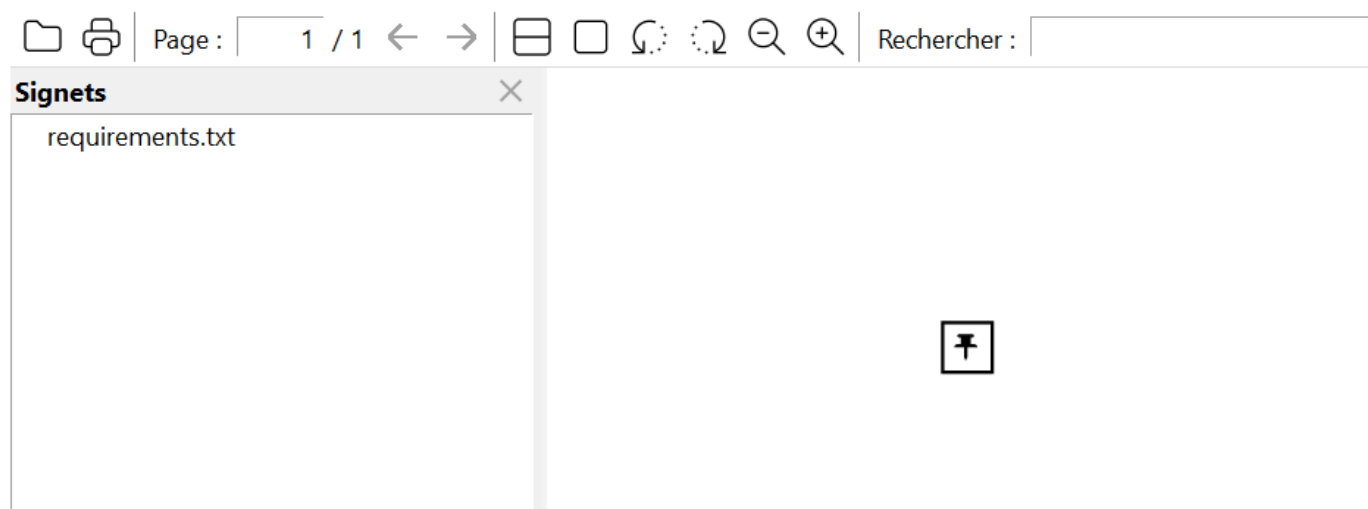 Page : 1 / 1 Rechercher :
Signets
requirements.txt